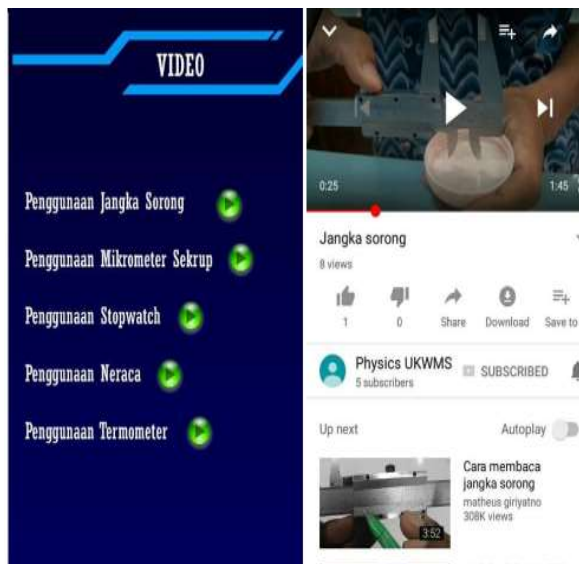 VIDEO
Penggunaan Jangka Sorong
Penggunaan Mikrometer Sekrup
Penggunaan Stopwatch
Penggunaan Neraca
Penggunaan Termometer
0:25
1:45
Jangka sorong
8 views
1
0
Share
Download
Save to
Physics UKWMS
5 subscribers
SUBSCRIBED
Up next
Autoplay
3:52
Cara membaca
jangka sorong
matheus giriyatno
308K views